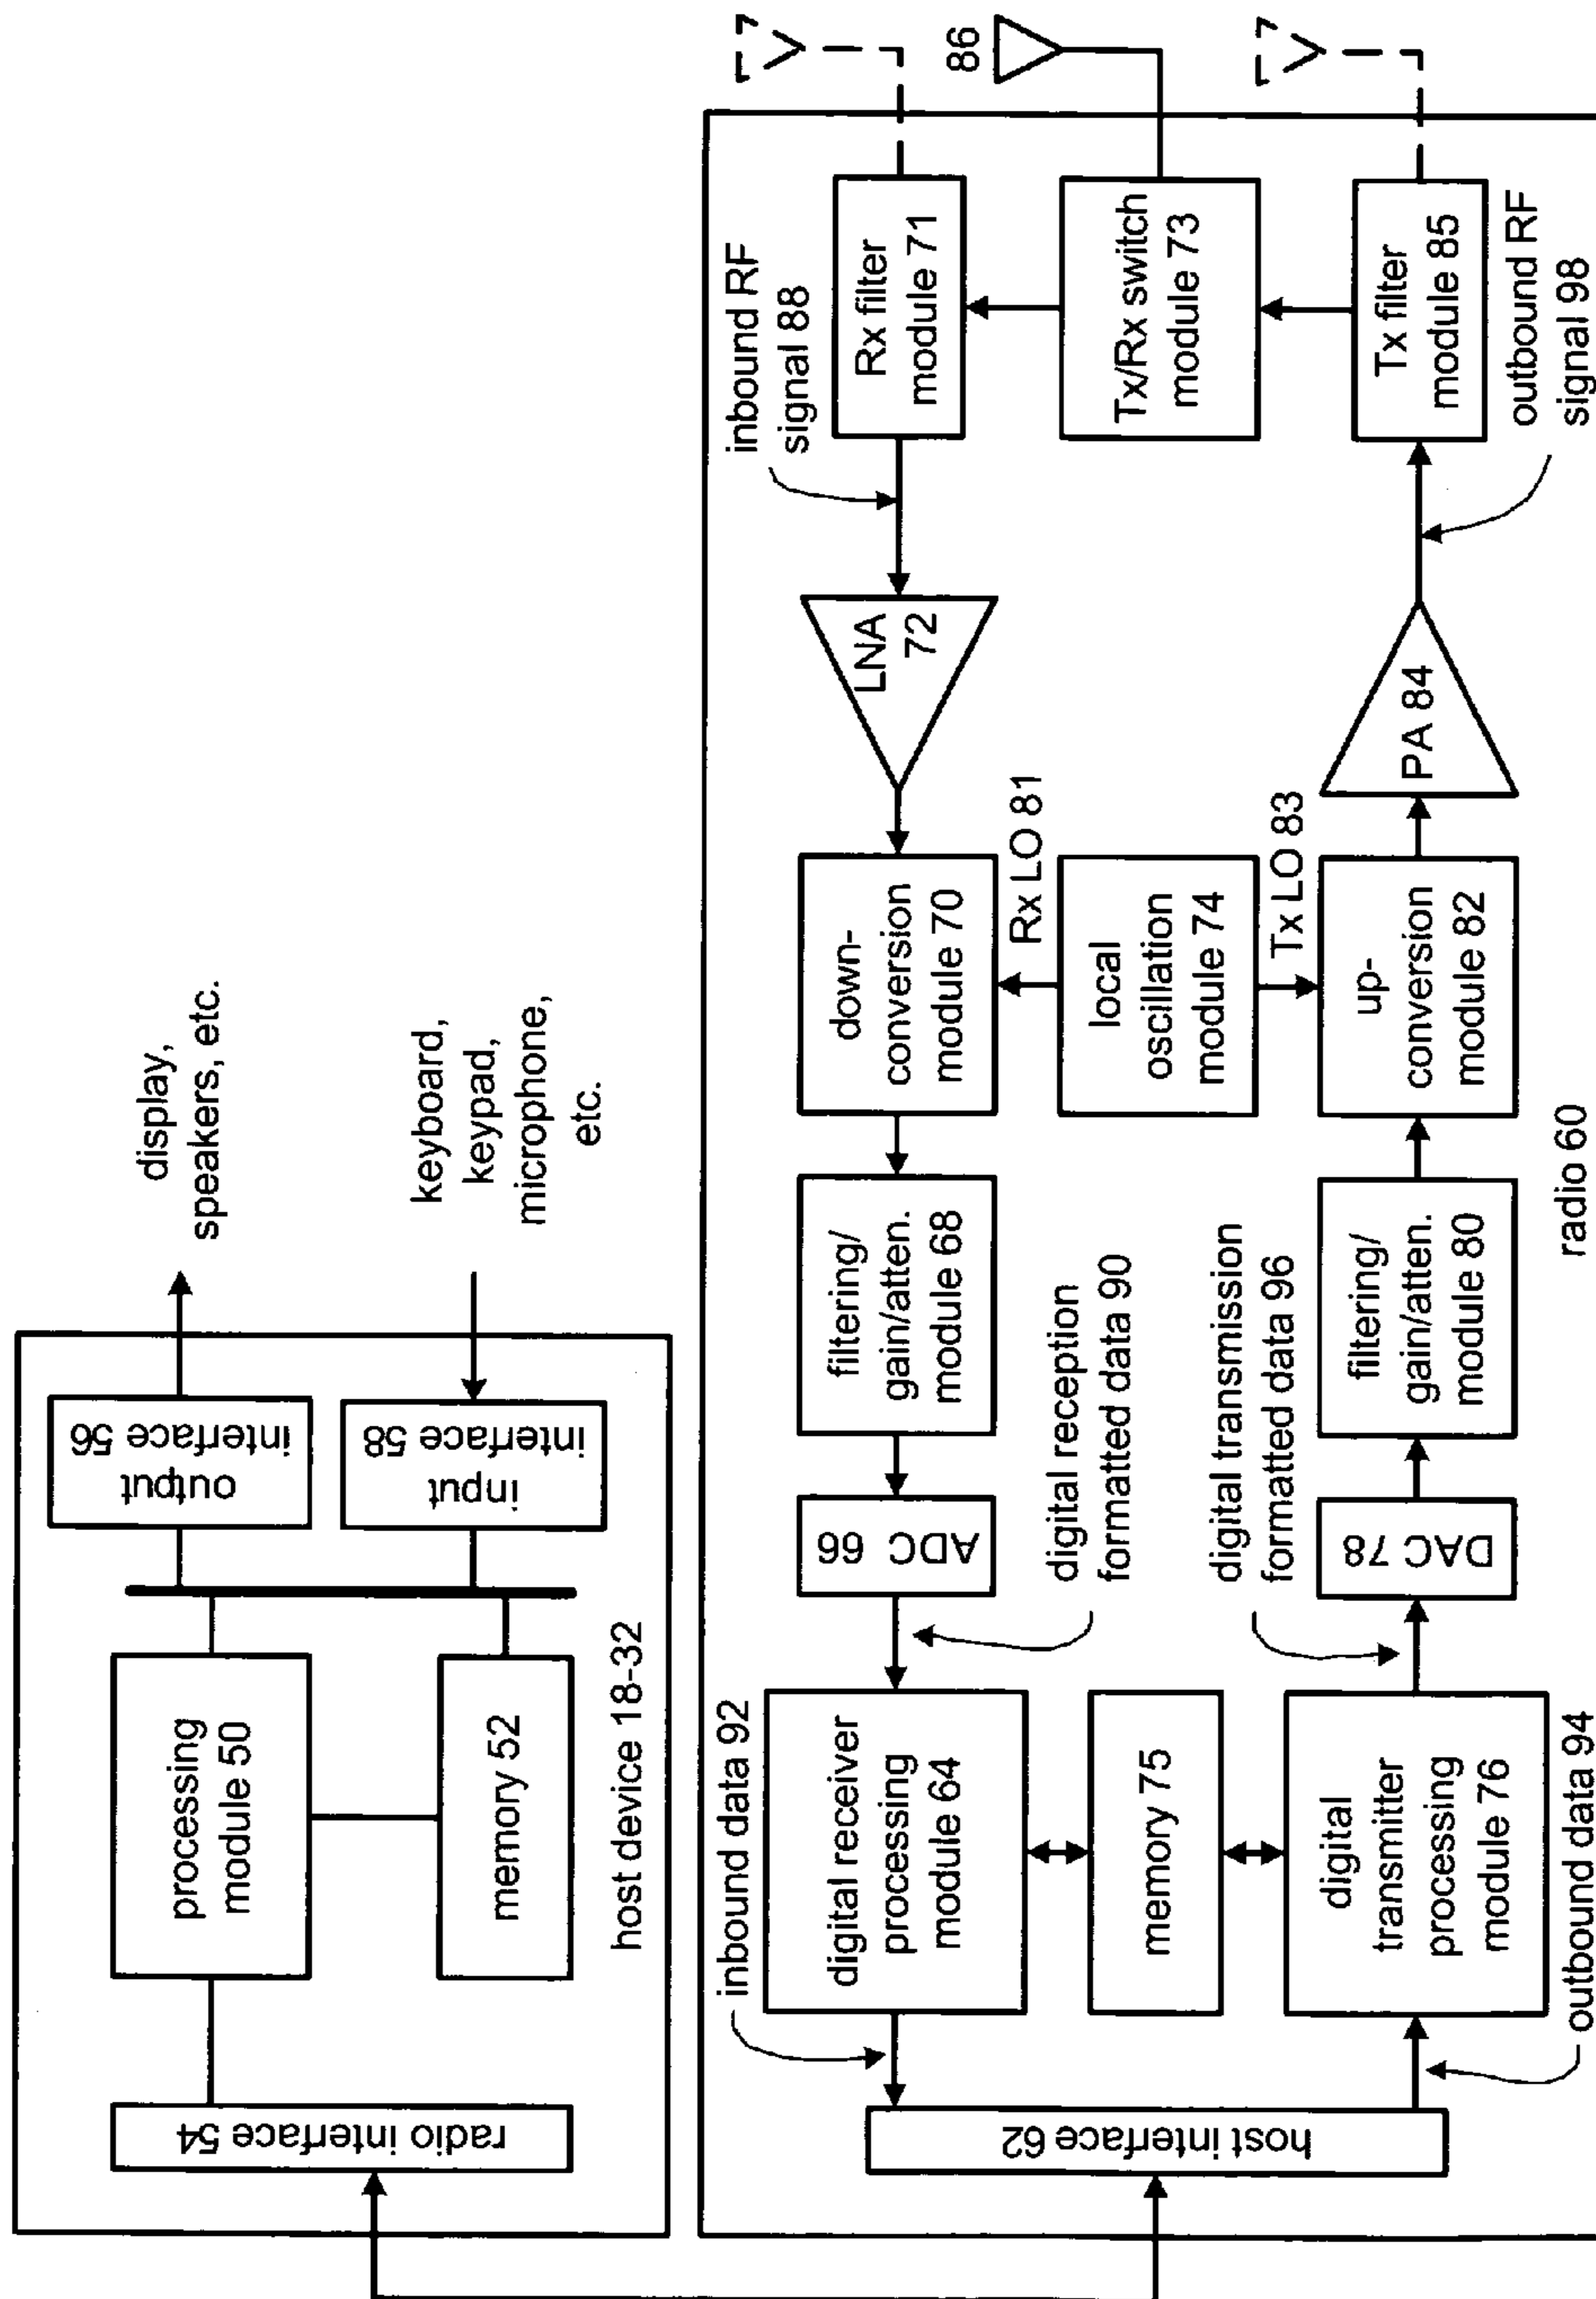 radio interface 54
processing
module 50
memory 52
output
interface 56
input
interface 58
display,
speakers, etc.
keyboard,
keypad,
microphone,
etc.
host device 18-32
host interface 62
inbound data 92
digital receiver
processing
module 64
memory 75
digital
transmitter
processing
module 76
outbound data 94
ADC 66
digital reception
formatted data 90
digital transmission
formatted data 96
DAC 78
filtering/
gain/atten.
module 68
filtering/
gain/atten.
module 80
down-
conversion
module 70
Rx LO 81
local
oscillation
module 74
Tx LO 83
up-
conversion
module 82
LNA
72
PA 84
inbound RF
signal 88
Rx filter
module 71
Tx/Rx switch
module 73
Tx filter
module 85
outbound RF
signal 98
86
radio 60